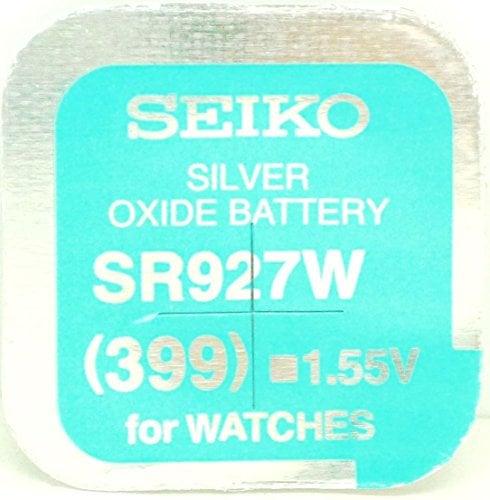 SEIKO
SILVER
OXIDE BATTERY
SR927W
(399) ■1.55V
for WATCHES